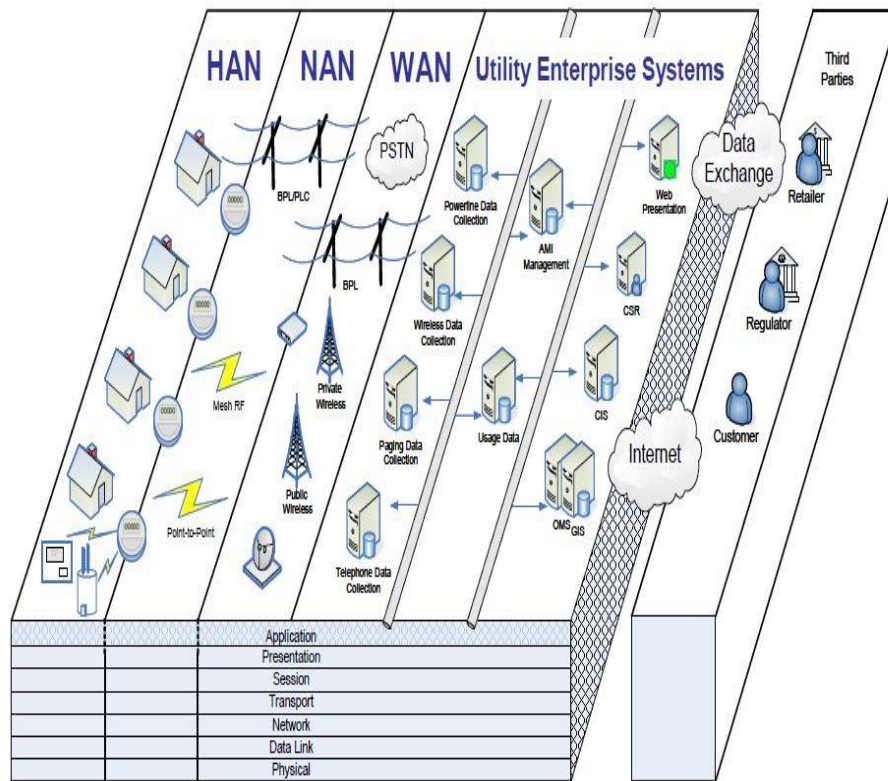 HAN
NAN
WAN
Utility Enterprise Systems
Third
Parties
PSTN
BPL/PLC
Powerline Data
Collection
AMI
Management
Web
Presentation
Data
Exchange
Retailer
BPL
Wireless Data
Collection
CSR
Regulator
Mesh RF
Private
Wireless
Paging Data
Collection
Usage Data
CIS
Internet
Customer
Point-to-Point
Public
Wireless
Telephone Data
Collection
OMS
GIS
Application
Presentation
Session
Transport
Network
Data Link
Physical